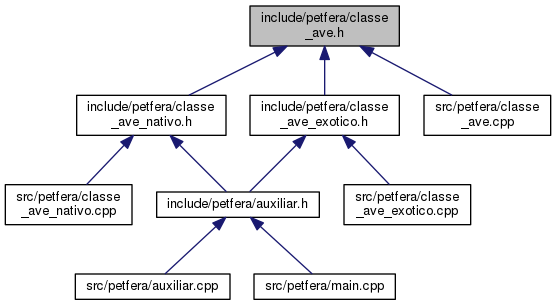 include/petfera/classe
_ave.h
include/petfera/classe
_ave_nativo.h
include/petfera/classe
_ave_exotico.h
src/petfera/classe
_ave.cpp
src/petfera/classe
_ave_nativo.cpp
include/petfera/auxiliar.h
src/petfera/classe
_ave_exotico.cpp
src/petfera/auxiliar.cpp
src/petfera/main.cpp